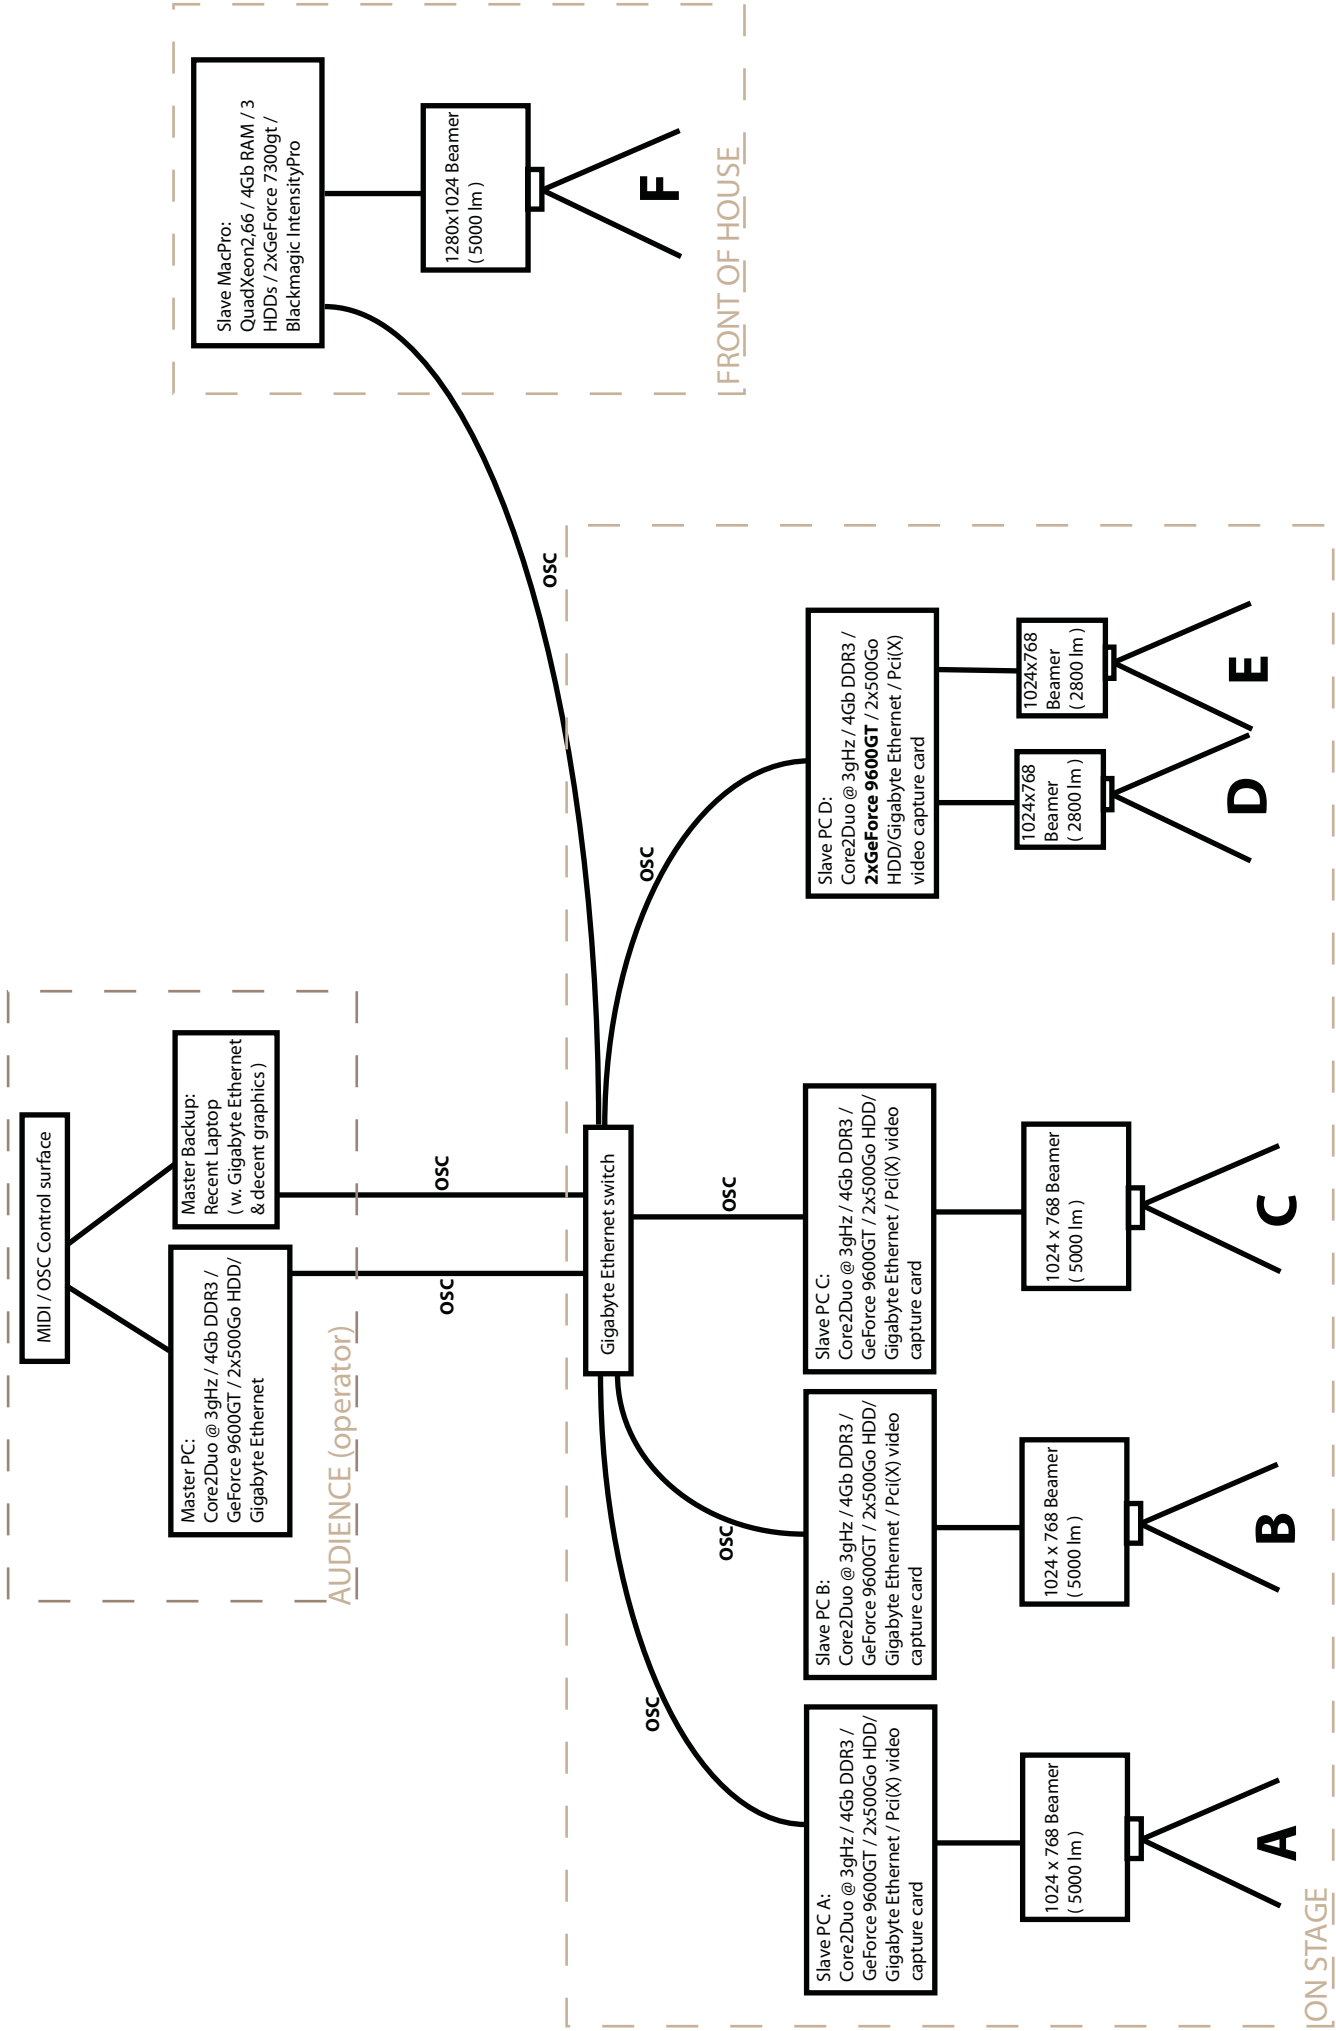 MIDI / OSC Control surface
Master PC:
Core2Duo @ 3gHz / 4Gb DDR3 /
GeForce 9600GT / 2x500Go HDD/
Gigabyte Ethernet
Master Backup:
Recent Laptop
( w. Gigabyte Ethernet
& decent graphics )
AUDIENCE (operator)
OSC
OSC
Slave MacPro:
QuadXeon2,66 / 4Gb RAM / 3
HDDs / 2xGeForce 7300gt /
Blackmagic IntensityPro
1280x1024 Beamer
( 5000 lm )
F
FRONT OF HOUSE
OSC
Gigabyte Ethernet switch
OSC
OSC
OSC
OSC
Slave PC A:
Core2Duo @ 3gHz / 4Gb DDR3 /
GeForce 9600GT / 2x500Go HDD/
Gigabyte Ethernet / Pci(X) video
capture card
Slave PC B:
Core2Duo @ 3gHz / 4Gb DDR3 /
GeForce 9600GT / 2x500Go HDD/
Gigabyte Ethernet / Pci(X) video
capture card
Slave PC C:
Core2Duo @ 3gHz / 4Gb DDR3 /
GeForce 9600GT / 2x500Go HDD/
Gigabyte Ethernet / Pci(X) video
capture card
Slave PC D:
Core2Duo @ 3gHz / 4Gb DDR3 /
2xGeForce 9600GT / 2x500Go
HDD/Gigabyte Ethernet / Pci(X)
video capture card
1024 x 768 Beamer
( 5000 lm )
1024 x 768 Beamer
( 5000 lm )
1024 x 768 Beamer
( 5000 lm )
1024x768
Beamer
( 2800 lm )
1024x768
Beamer
( 2800 lm )
A
B
C
D
E
ON STAGE